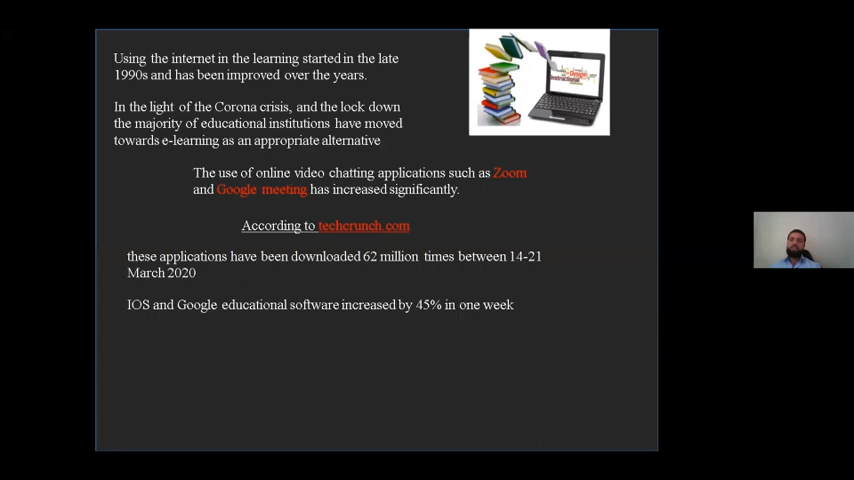 Using the internet in the learning started in the late
1990s and has been improved over the years.
In the light of the Corona crisis, and the lock down
the majority of educational institutions have moved
towards e-learning as an appropriate alternative
The use of online video chatting applications such as Zoom
and Google meeting has increased significantly.
According to techcrunch.com
these applications have been downloaded 62 million times between 14-21
March 2020
IOS and Google educational software increased by 45% in one week
Design
instructional